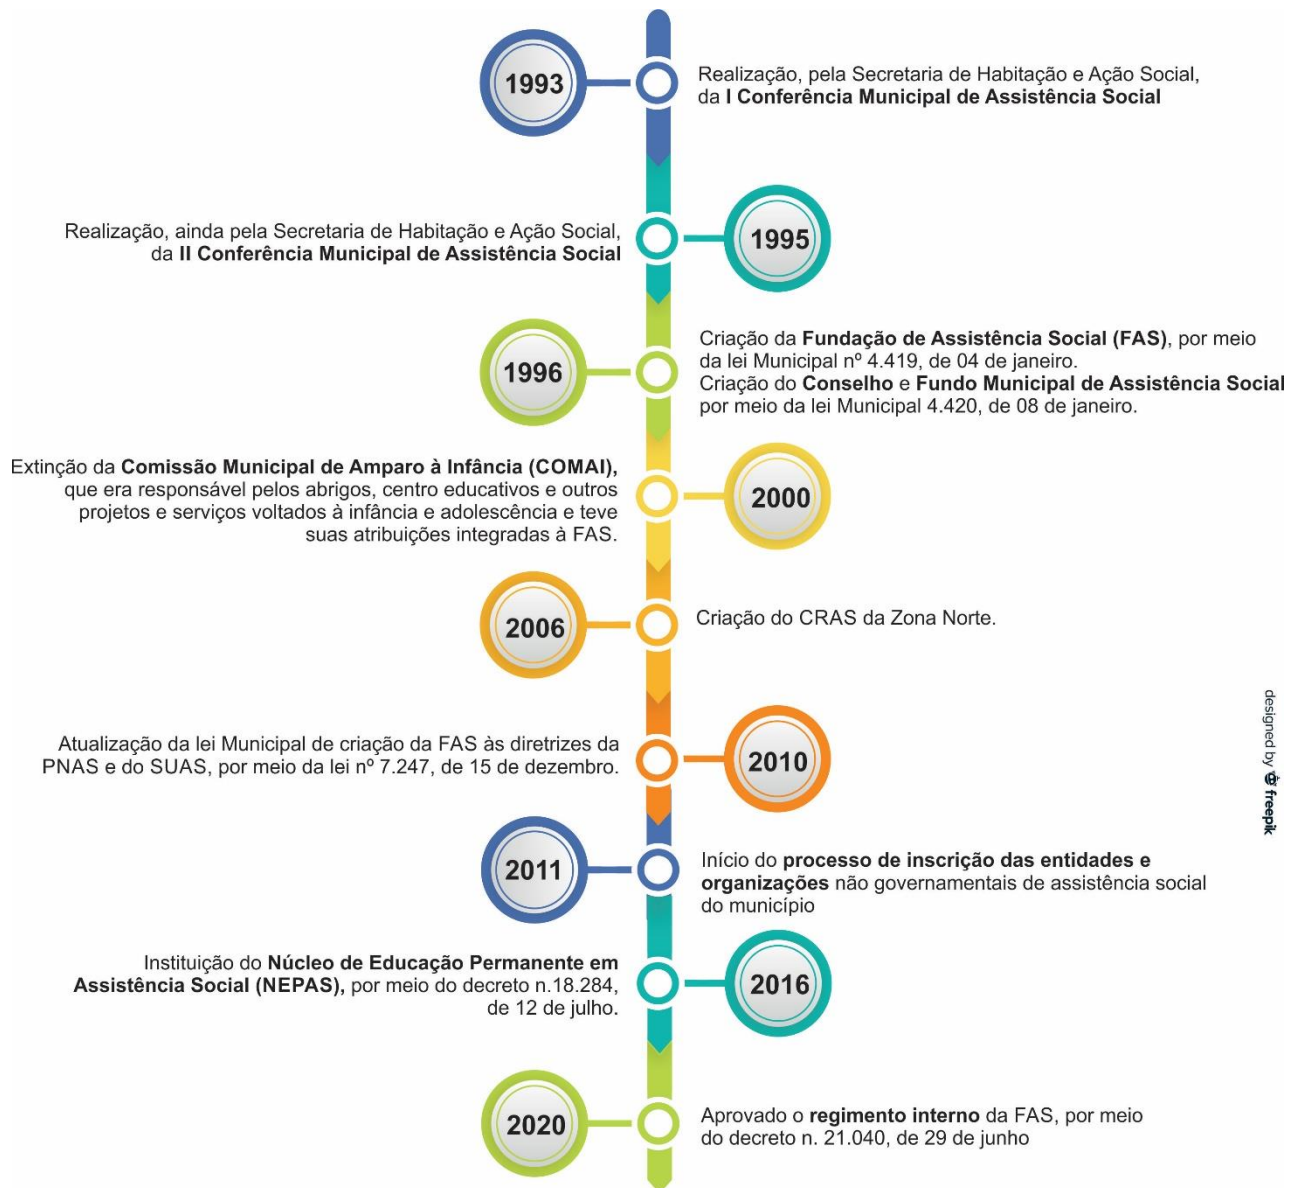 1993
Realização, pela Secretaria de Habitação e Ação Social,
da I Conferência Municipal de Assistência Social
Realização, ainda pela Secretaria de Habitação e Ação Social,
da II Conferência Municipal de Assistência Social
1995
1996
Criação da Fundação de Assistência Social (FAS), por meio
da lei Municipal nº 4.419, de 04 de janeiro.
Criação do Conselho e Fundo Municipal de Assistência Social
por meio da lei Municipal 4.420, de 08 de janeiro.
Extinção da Comissão Municipal de Amparo à Infância (COMAI),
que era responsável pelos abrigos, centro educativos e outros
projetos e serviços voltados à infância e adolescência e teve
suas atribuições integradas à FAS.
2000
2006
Criação do CRAS da Zona Norte.
Atualização da lei Municipal de criação da FAS às diretrizes da
PNAS e do SUAS, por meio da lei nº 7.247, de 15 de dezembro.
2010
2011
Início do processo de inscrição das entidades e
organizações não governamentais de assistência social
do município
Instituição do Núcleo de Educação Permanente em
Assistência Social (NEPAS), por meio do decreto n.18.284,
de 12 de julho.
2016
2020
Aprovado o regimento interno da FAS, por meio
do decreto n. 21.040, de 29 de junho
designed by freepik